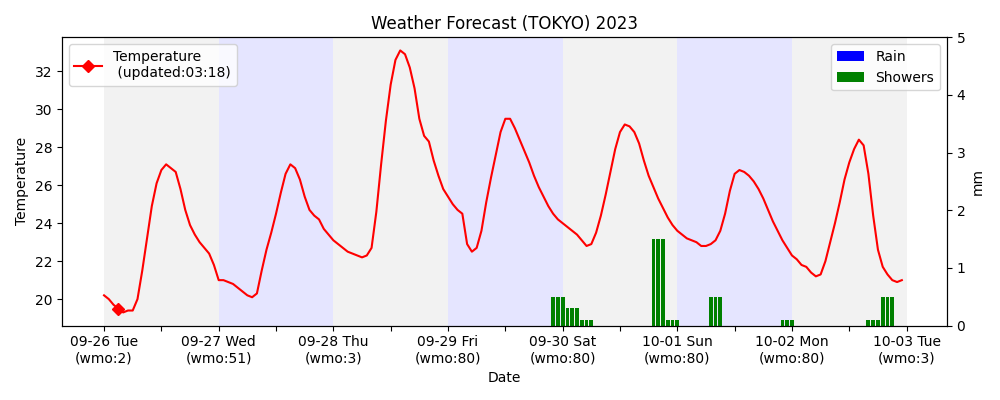 Weather Forecast (TOKYO) 2023
Temperature
(updated:03:18)
Rain
Showers
Temperature
32
30
28
26
24
22
20
5
4
3
2
1
0
mm
09-26 Tue
(wmo:2)
09-27 Wed
(wmo:51)
09-28 Thu
(wmo:3)
09-29 Fri
(wmo:80)
09-30 Sat
(wmo:80)
10-01 Sun
(wmo:80)
10-02 Mon
(wmo:80)
10-03 Tue
(wmo:3)
Date